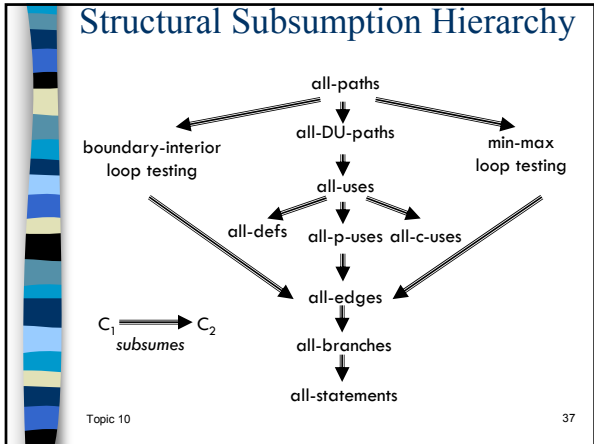 Structural Subsumption Hierarchy
all-paths
all-DU-paths
boundary-interior
loop testing
min-max
loop testing
all-uses
all-defs
all-p-uses
all-c-uses
all-edges
C1 C2
subsumes
all-branches
all-statements
Topic 10
37